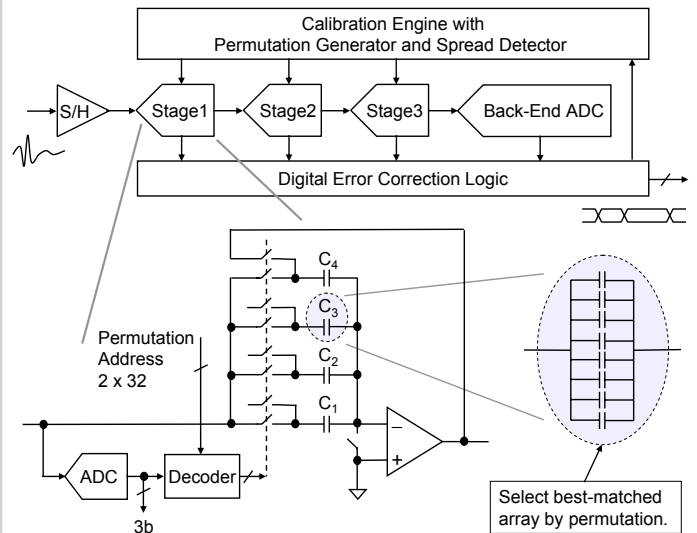 Calibration Engine with
Permutation Generator and Spread Detector
S/H
Stage1
Stage2
Stage3
Back-End ADC
Digital Error Correction Logic
C4
C3
Permutation
Address
2 x 32
C2
C1
−
+
ADC
Decoder
3b
Select best-matched
array by permutation.